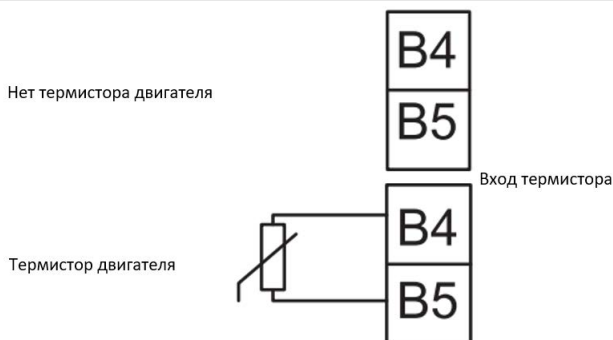 B4
Нет термистора двигателя
B5
Вход термистора
B4
Термистор двигателя
B5